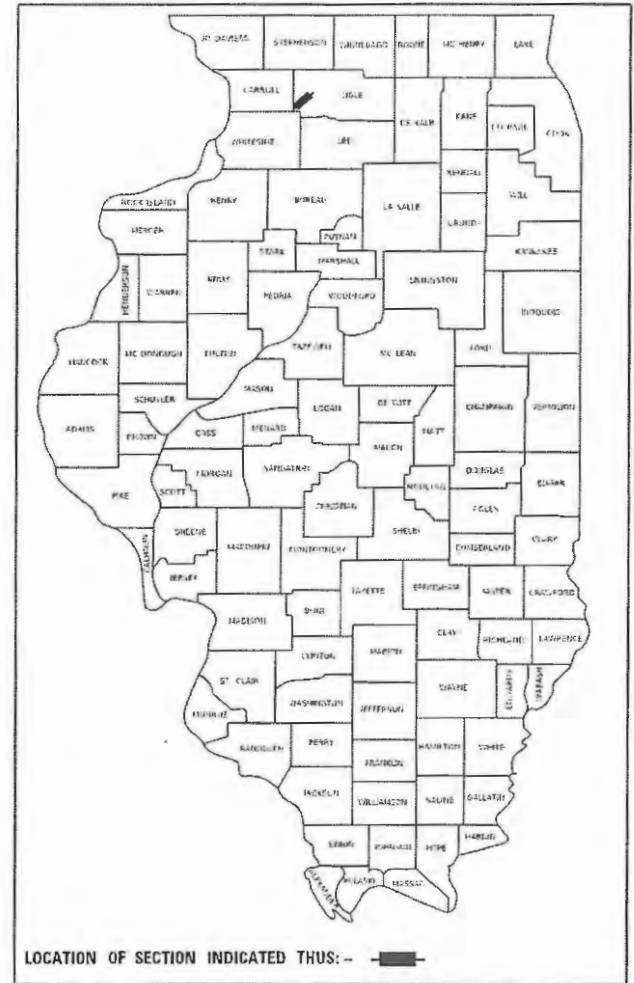 JO DAVIESS STEPHENSON WINNEBAGO BOONE MC HENRY LAKE
CARROLL OGLE
DE KALB KANE DU PAGE COOK
WHITESIDE LEE
KENDALL WILL
ROCK ISLAND HENRY BUREAU LA SALLE
GRUNDY
MERCER PUTNAM
STARK MARSHALL KANKAKEE
HENDERSON WARREN KNOX PEORIA WOODFORD LIVINGSTON
IROQUOIS
HANCOCK MC DONOUGH FULTON TAZEWELL MC LEAN FORD
MASON
SCHUYLER LOGAN DE WITT CHAMPAIGN VERMILION
ADAMS BROWN CASS MENARD MACON PIATT
PIKE SCOTT MORGAN SANGAMON MOULTRIE DOUGLAS EDGAR
CHRISTIAN COLES
CALHOUN GREENE MACOUPIN MONTGOMERY SHELBY CUMBERLAND CLARK
JERSEY
MADISON BOND FAYETTE EFFINGHAM JASPER CRAWFORD
CLAY RICHLAND LAWRENCE
ST. CLAIR CLINTON MARION
WASHINGTON JEFFERSON WAYNE EDWARDS WABASH
MONROE
RANDOLPH PERRY FRANKLIN HAMILTON WHITE
JACKSON WILLIAMSON SALINE GALLATIN
UNION JOHNSON POPE HARDIN
ALEXANDER PULASKI MASSAC
LOCATION OF SECTION INDICATED THUS: -